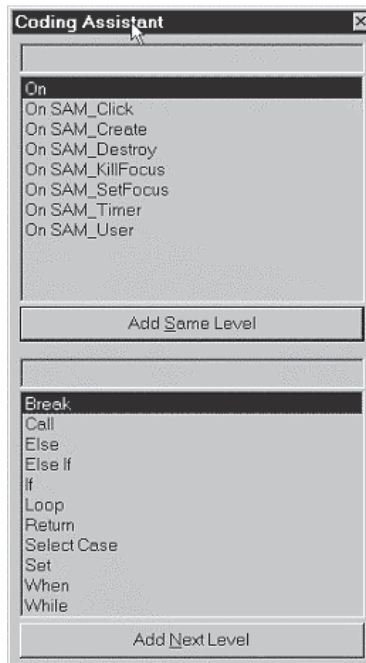 Coding Assistant
On
On SAM_Click
On SAM_Create
On SAM_Destroy
On SAM_KillFocus
On SAM_SetFocus
On SAM_Timer
On SAM_User
Add Same Level
Break
Call
Else
Else If
If
Loop
Return
Select Case
Set
When
While
Add Next Level